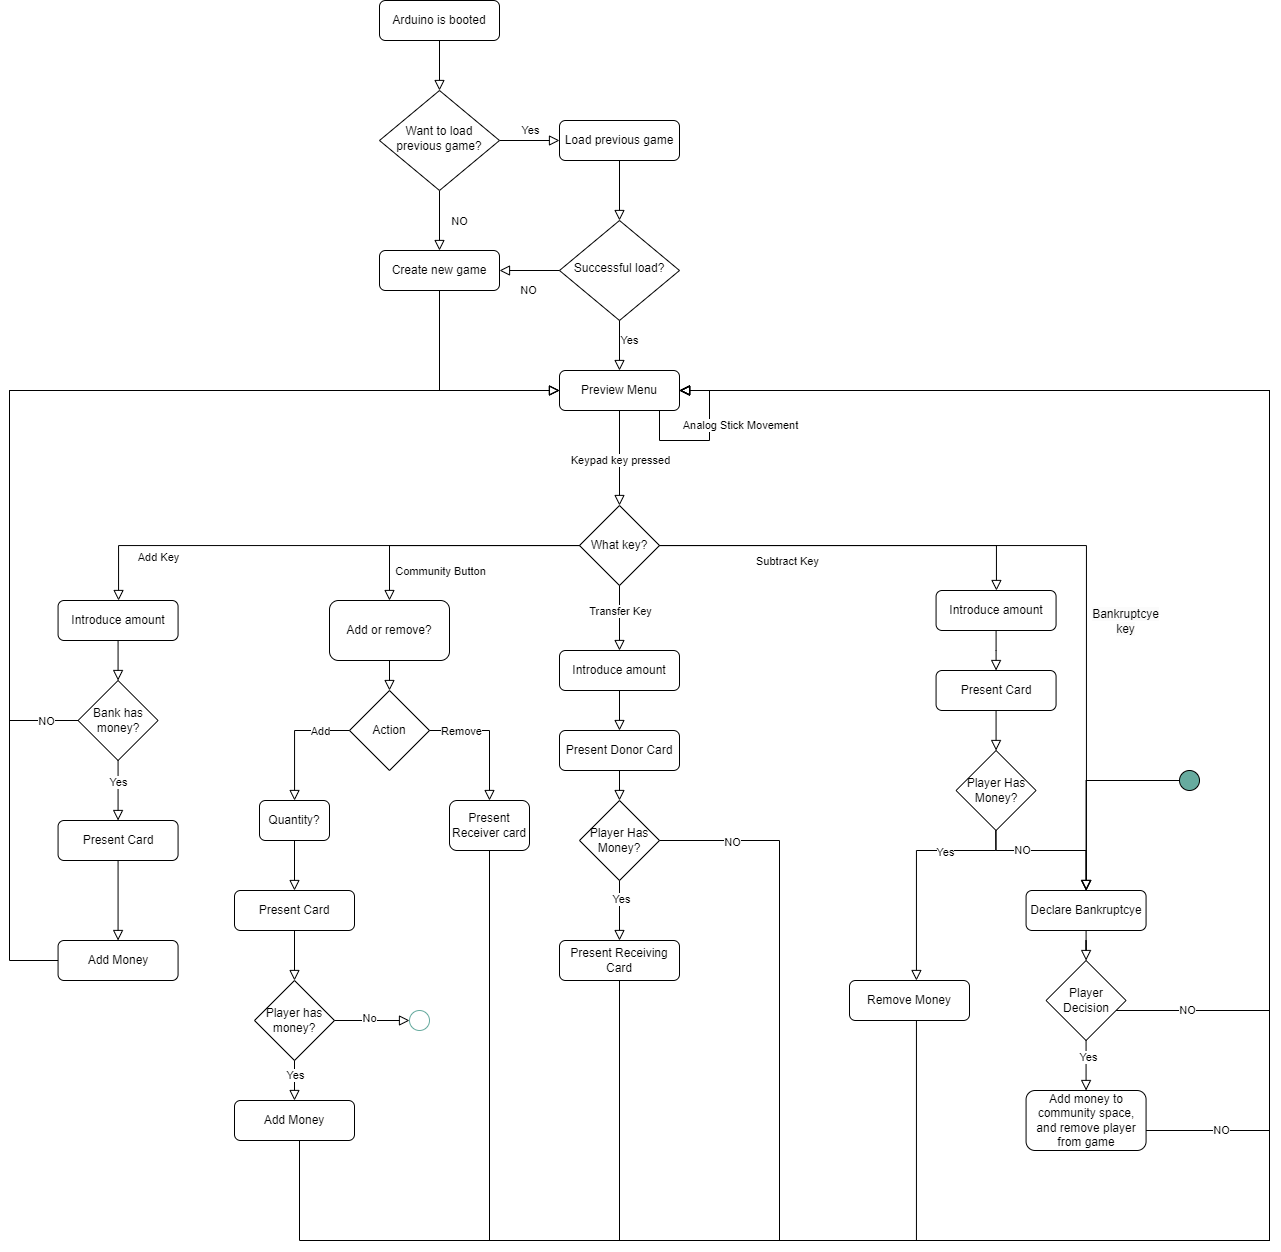 Arduino is booted
Want to load
previous game?
Yes
Load previous game
NO
Create new game
Successful load?
NO
Yes
Preview Menu
Analog Stick Movement
Keypad key pressed
What key?
Add Key
Community Button
Subtract Key
Transfer Key
Bankruptcye
key
Introduce amount
Add or remove?
Introduce amount
Introduce amount
Bank has
money?
NO
Yes
Present Card
Add Money
Action
Add
Remove
Quantity?
Present
Receiver card
Present Card
Player has
money?
No
Yes
Add Money
Present Donor Card
Player Has
Money?
NO
Yes
Present Receiving
Card
Present Card
Player Has
Money?
Yes
NO
Remove Money
Declare Bankruptcye
Player
Decision
NO
Yes
Add money to
community space,
and remove player
from game
NO